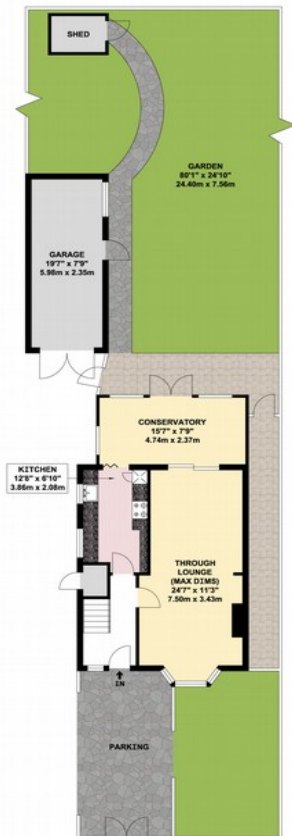 SHED
GARDEN
80'1" x 24'10"
24.40m x 7.56m
GARAGE
19'7" x 7'9"
5.98m x 2.35m
CONSERVATORY
15'7" x 7'9"
4.74m x 2.37m
KITCHEN
12'8" x 6'10"
3.86m x 2.08m
THROUGH
LOUNGE
(MAX DIMS)
24'7" x 11'3"
7.50m x 3.43m
IN
PARKING